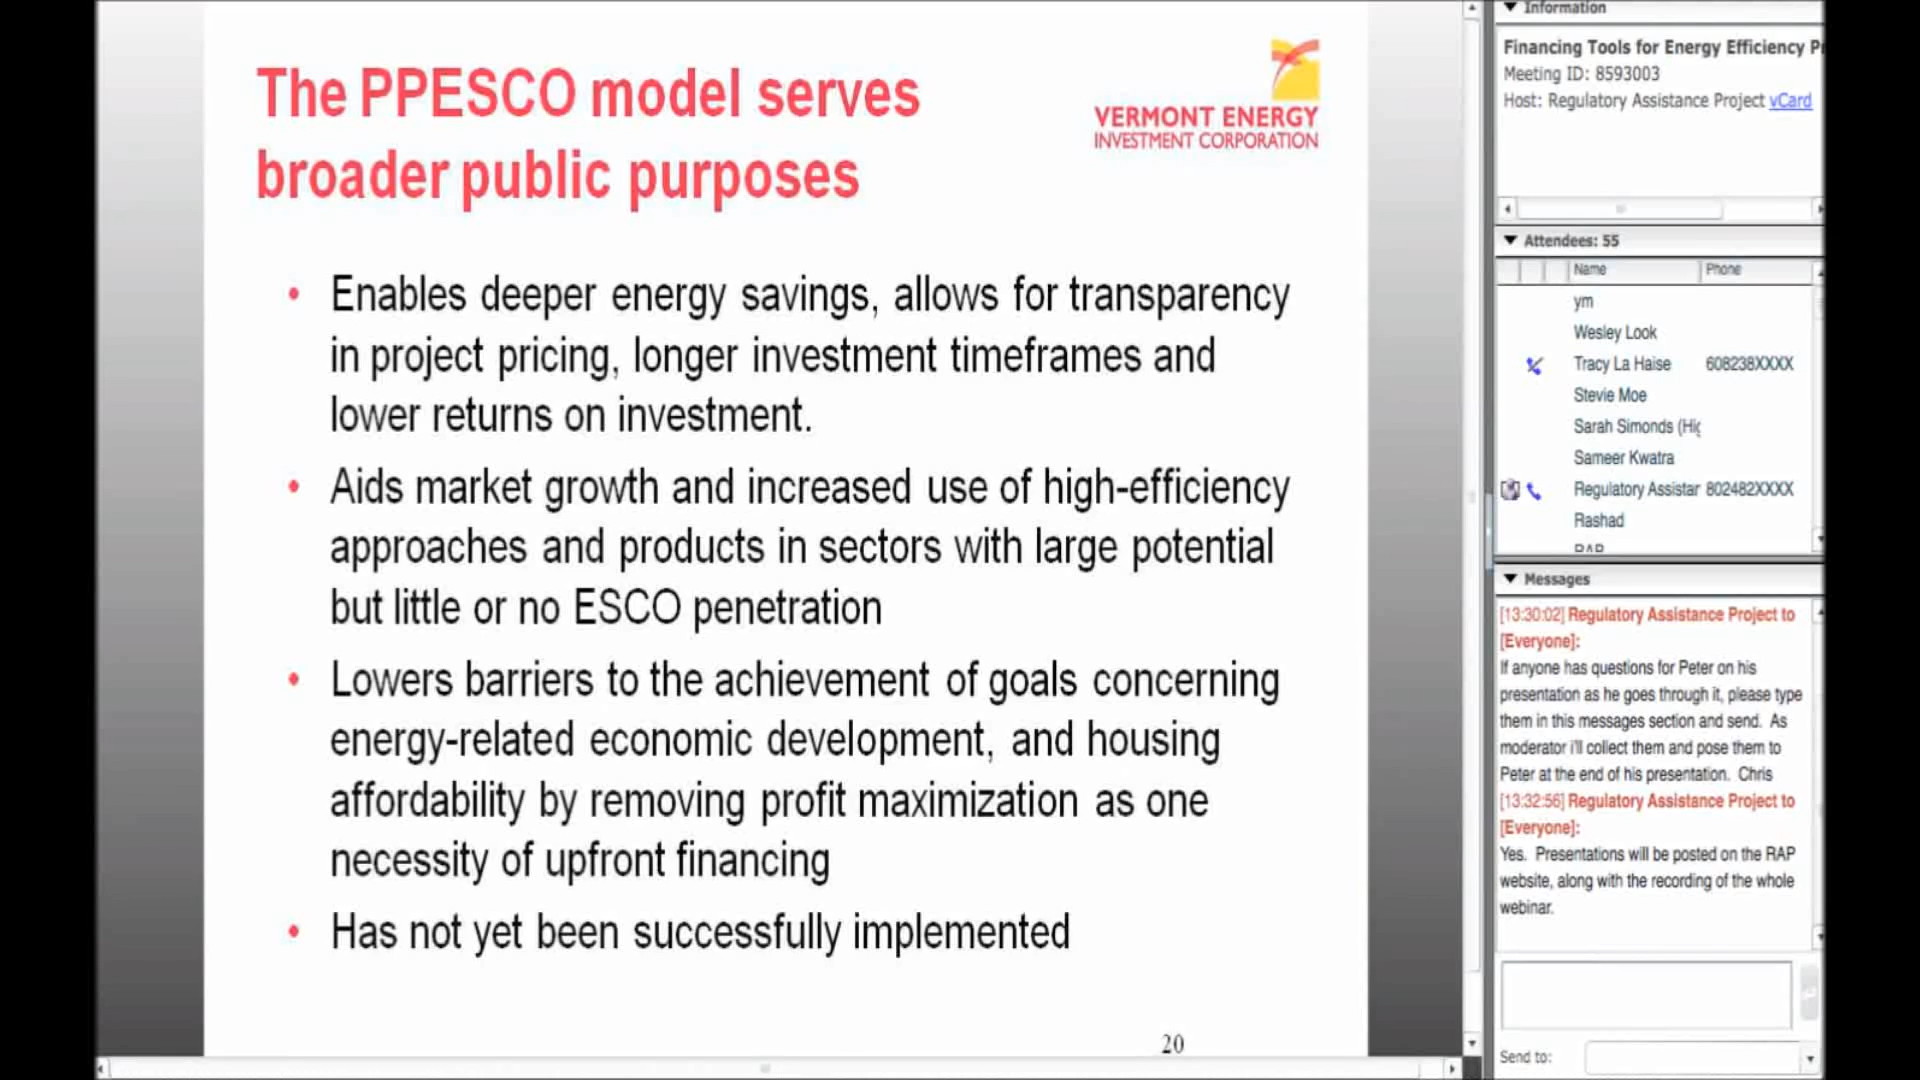 The PPESCO model serves
broader public purposes
VERMONT ENERGY
INVESTMENT CORPORATION
• Enables deeper energy savings, allows for transparency
in project pricing, longer investment timeframes and
lower returns on investment.
• Aids market growth and increased use of high-efficiency
approaches and products in sectors with large potential
but little or no ESCO penetration
• Lowers barriers to the achievement of goals concerning
energy-related economic development, and housing
affordability by removing profit maximization as one
necessity of upfront financing
• Has not yet been successfully implemented
20
Information
Financing Tools for Energy Efficiency P
Meeting ID: 8593003
Host: Regulatory Assistance Project vCard
Attendees: 55
Name Phone
ym
Wesley Look
Tracy La Haise 608238XXXX
Stevie Moe
Sarah Simonds (Hig
Sameer Kwatra
Regulatory Assistar 802482XXXX
Rashad
RAP
Messages
[13:30:02] Regulatory Assistance Project to
[Everyone]:
If anyone has questions for Peter on his
presentation as he goes through it, please type
them in this messages section and send. As
moderator i'll collect them and pose them to
Peter at the end of his presentation. Chris
[13:32:56] Regulatory Assistance Project to
[Everyone]:
Yes. Presentations will be posted on the RAP
website, along with the recording of the whole
webinar.
Send to: